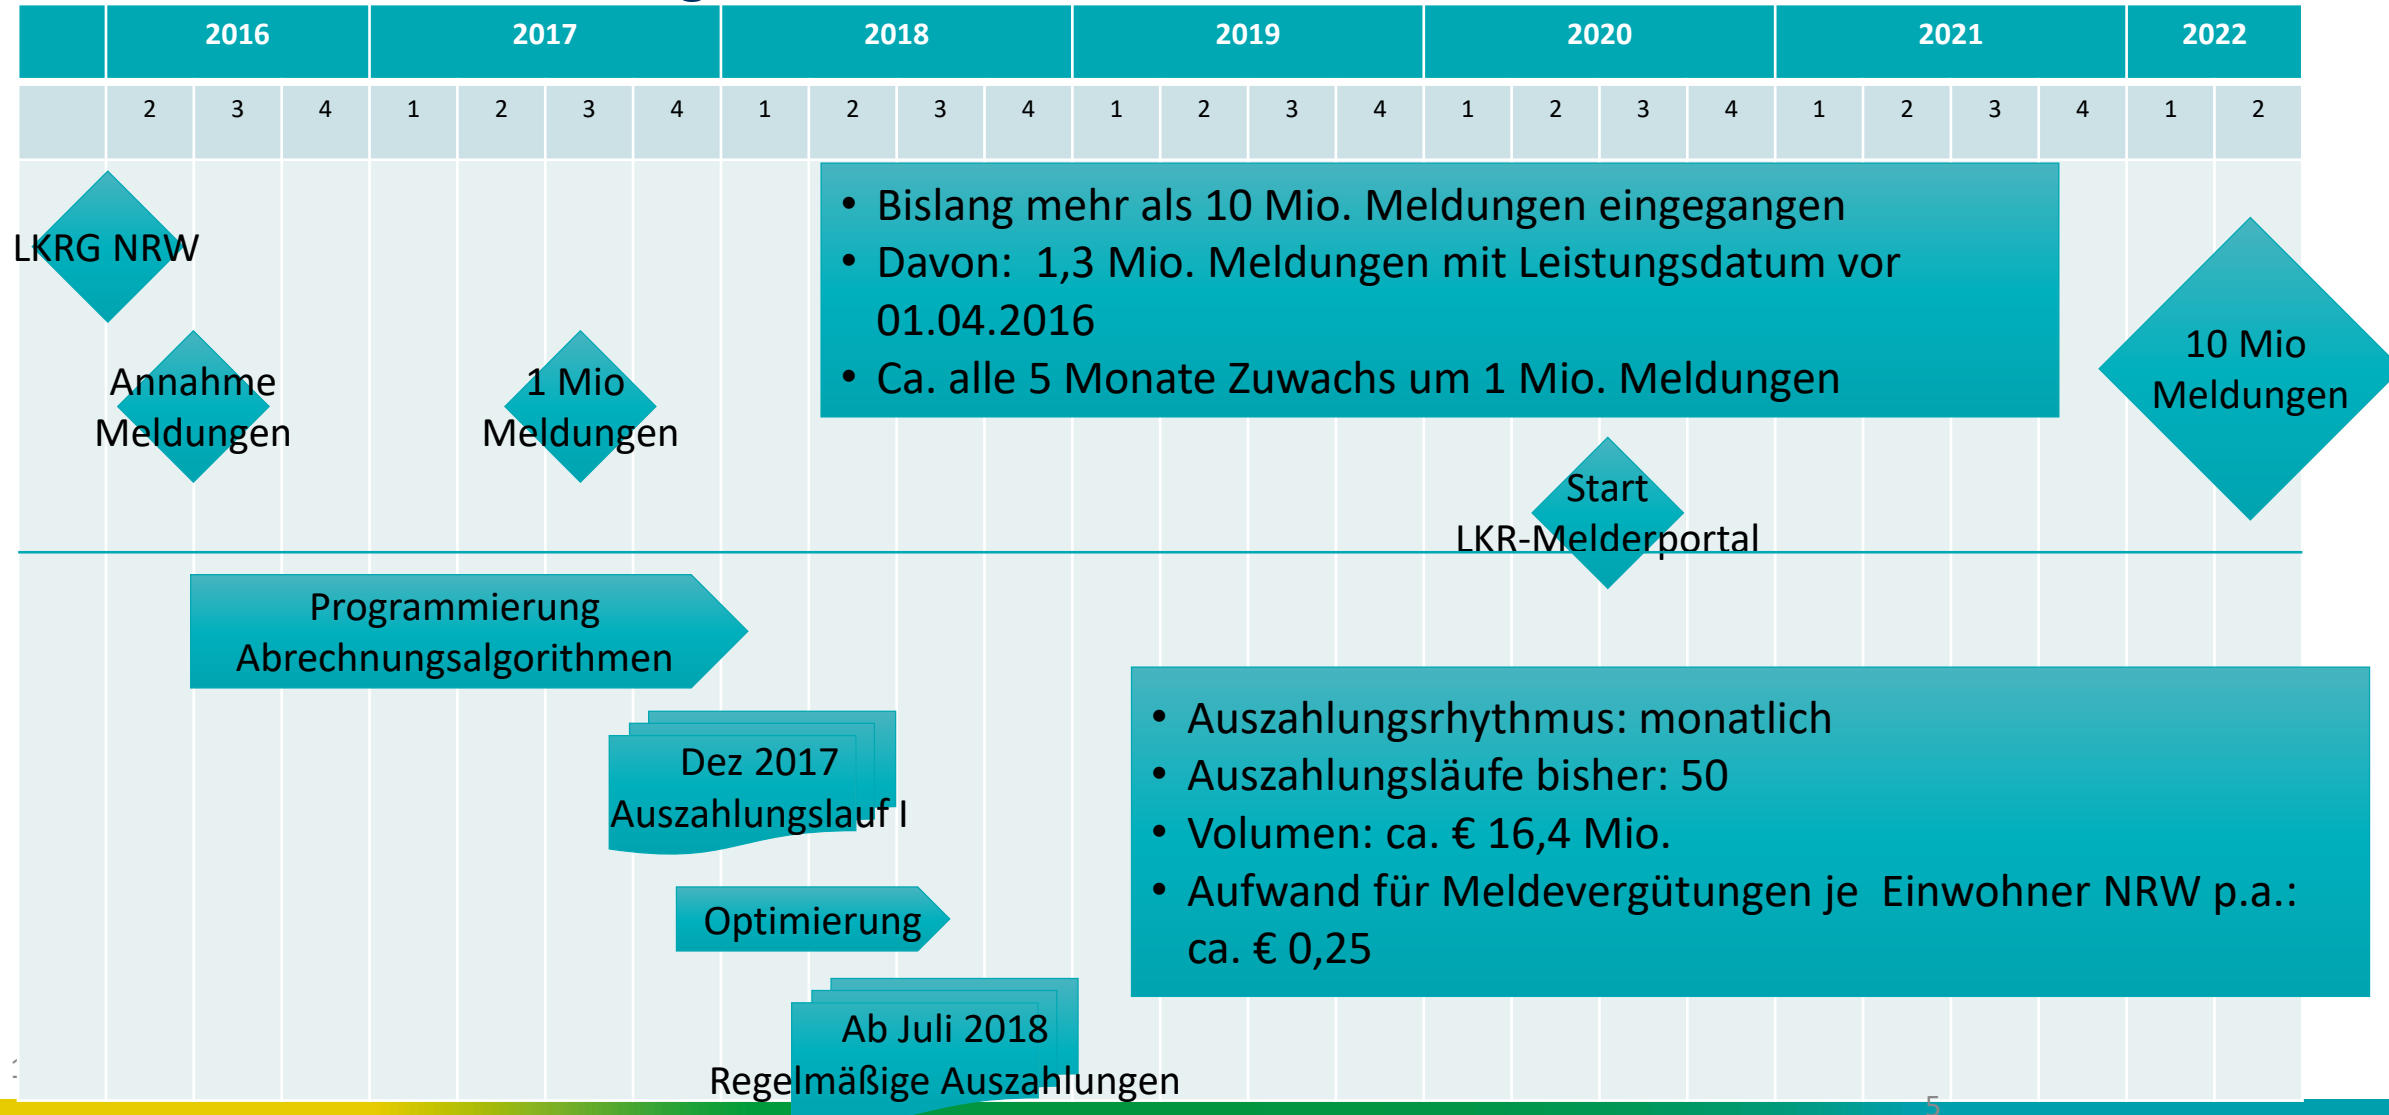 2016 2017 2018 2019 2020 2021 2022
2 3 4 1 2 3 4 1 2 3 4 1 2 3 4 1 2 3 4 1 2 3 4 1 2
LKRG NRW
Annahme
Meldungen
1 Mio
Meldungen
• Bislang mehr als 10 Mio. Meldungen eingegangen
• Davon: 1,3 Mio. Meldungen mit Leistungsdatum vor
01.04.2016
• Ca. alle 5 Monate Zuwachs um 1 Mio. Meldungen
10 Mio
Meldungen
Start
LKR-Melderportal
Programmierung
Abrechnungsalgorithmen
Dez 2017
Auszahlungslauf I
Optimierung
Ab Juli 2018
Regelmäßige Auszahlungen
• Auszahlungsrhythmus: monatlich
• Auszahlungsläufe bisher: 50
• Volumen: ca. € 16,4 Mio.
• Aufwand für Meldevergütungen je Einwohner NRW p.a.:
ca. € 0,25
5